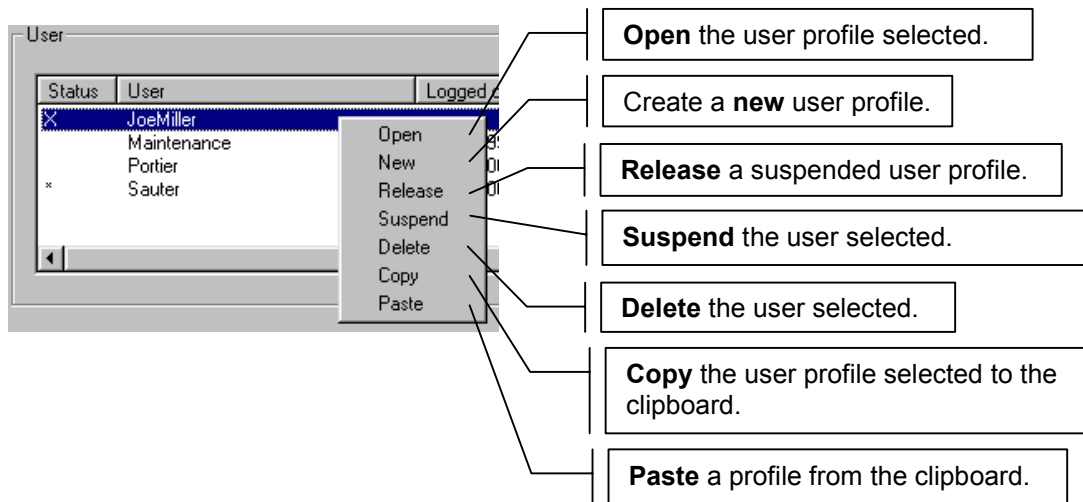 User
Status User Logged
X JoeMiller
Maintenance
Portier
* Sauter
Open
New
Release
Suspend
Delete
Copy
Paste
Open the user profile selected.
Create a new user profile.
Release a suspended user profile.
Suspend the user selected.
Delete the user selected.
Copy the user profile selected to the
clipboard.
Paste a profile from the clipboard.